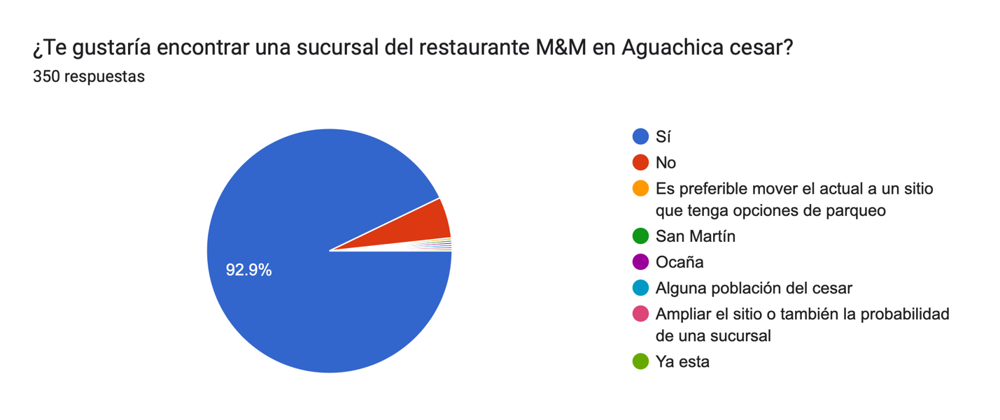 ¿Te gustaría encontrar una sucursal del restaurante M&M en Aguachica cesar?
350 respuestas
92.9%
Sí
No
Es preferible mover el actual a un sitio
que tenga opciones de parqueo
San Martín
Ocaña
Alguna población del cesar
Ampliar el sitio o también la probabilidad
de una sucursal
Ya esta